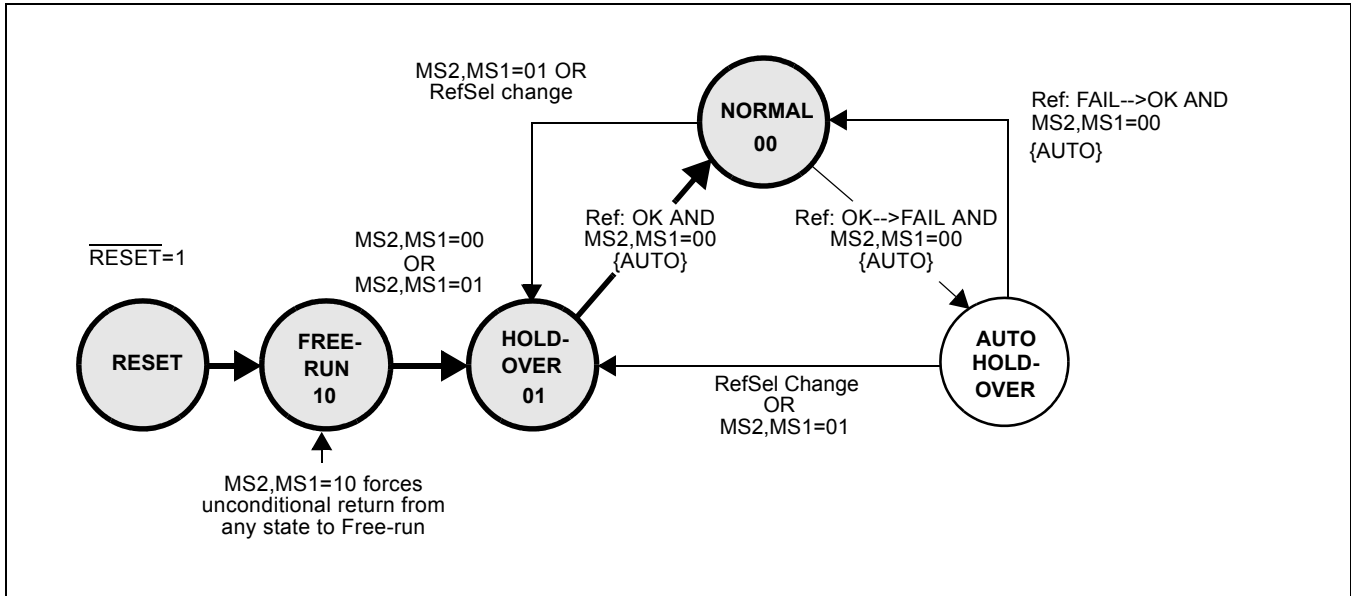 MS2,MS1=01 OR
RefSel change
NORMAL
00
Ref: FAIL-->OK AND
MS2,MS1=00
{AUTO}
Ref: OK AND
MS2,MS1=00
{AUTO}
Ref: OK-->FAIL AND
MS2,MS1=00
{AUTO}
RESET=1
MS2,MS1=00
OR
MS2,MS1=01
RESET
FREE-
RUN
10
HOLD-
OVER
01
AUTO
HOLD-
OVER
RefSel Change
OR
MS2,MS1=01
MS2,MS1=10 forces
unconditional return from
any state to Free-run